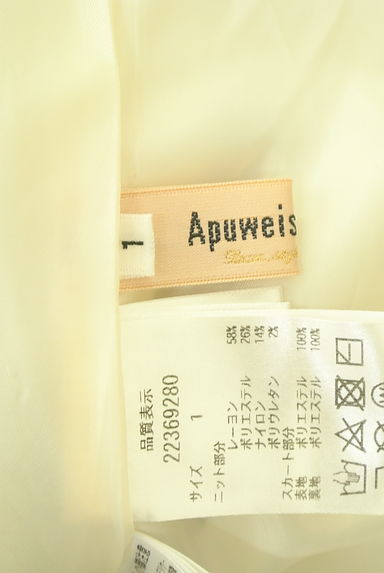 1
Apuweis
品質表示
22369280
サイズ 1
ニット部分
レーヨン 58%
ポリエステル 26%
ナイロン 14%
ポリウレタン 2%
スカート部分
表地 ポリエステル 100%
裏地 ポリエステル 100%